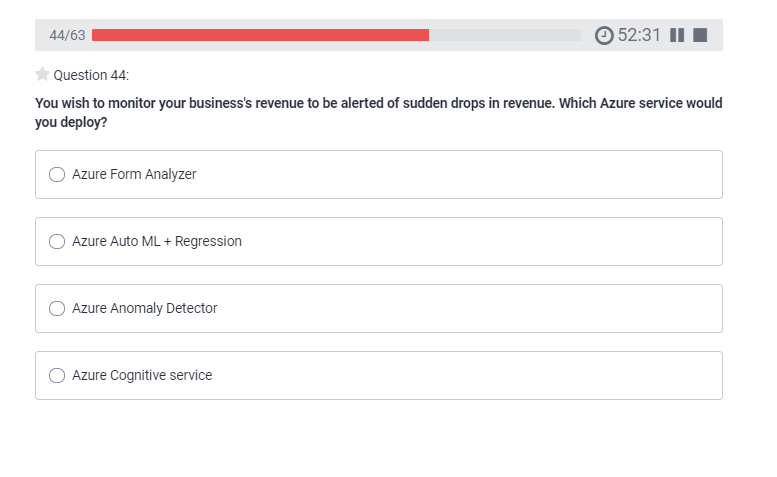 44/63
52:31
Question 44:
You wish to monitor your business's revenue to be alerted of sudden drops in revenue. Which Azure service would
you deploy?
Azure Form Analyzer
Azure Auto ML + Regression
Azure Anomaly Detector
Azure Cognitive service